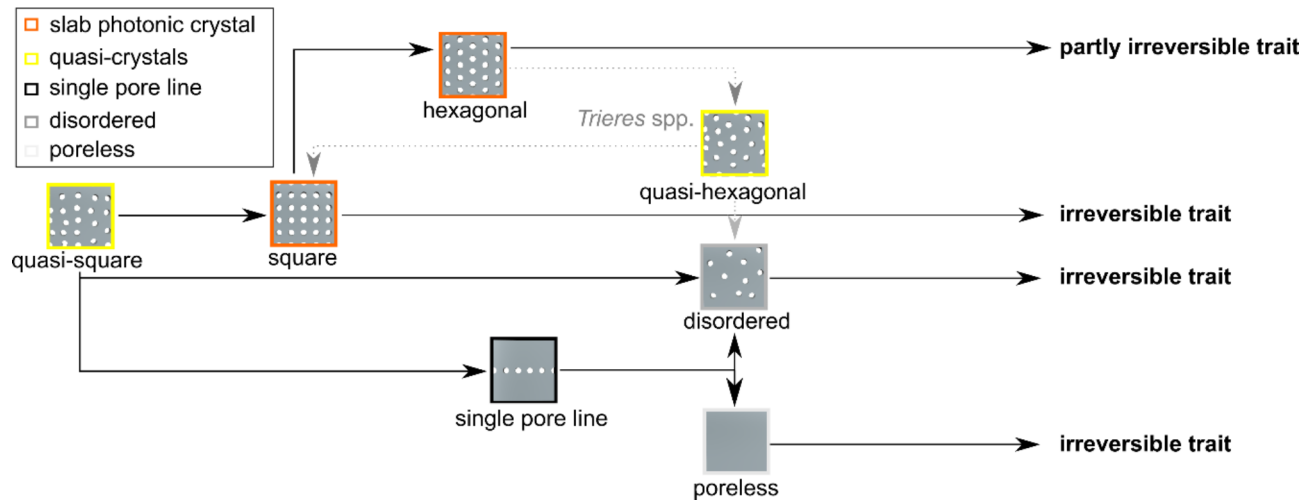 slab photonic crystal
quasi-crystals
single pore line
disordered
poreless
hexagonal
partly irreversible trait
Trieres spp.
quasi-hexagonal
quasi-square
square
irreversible trait
disordered
irreversible trait
single pore line
poreless
irreversible trait